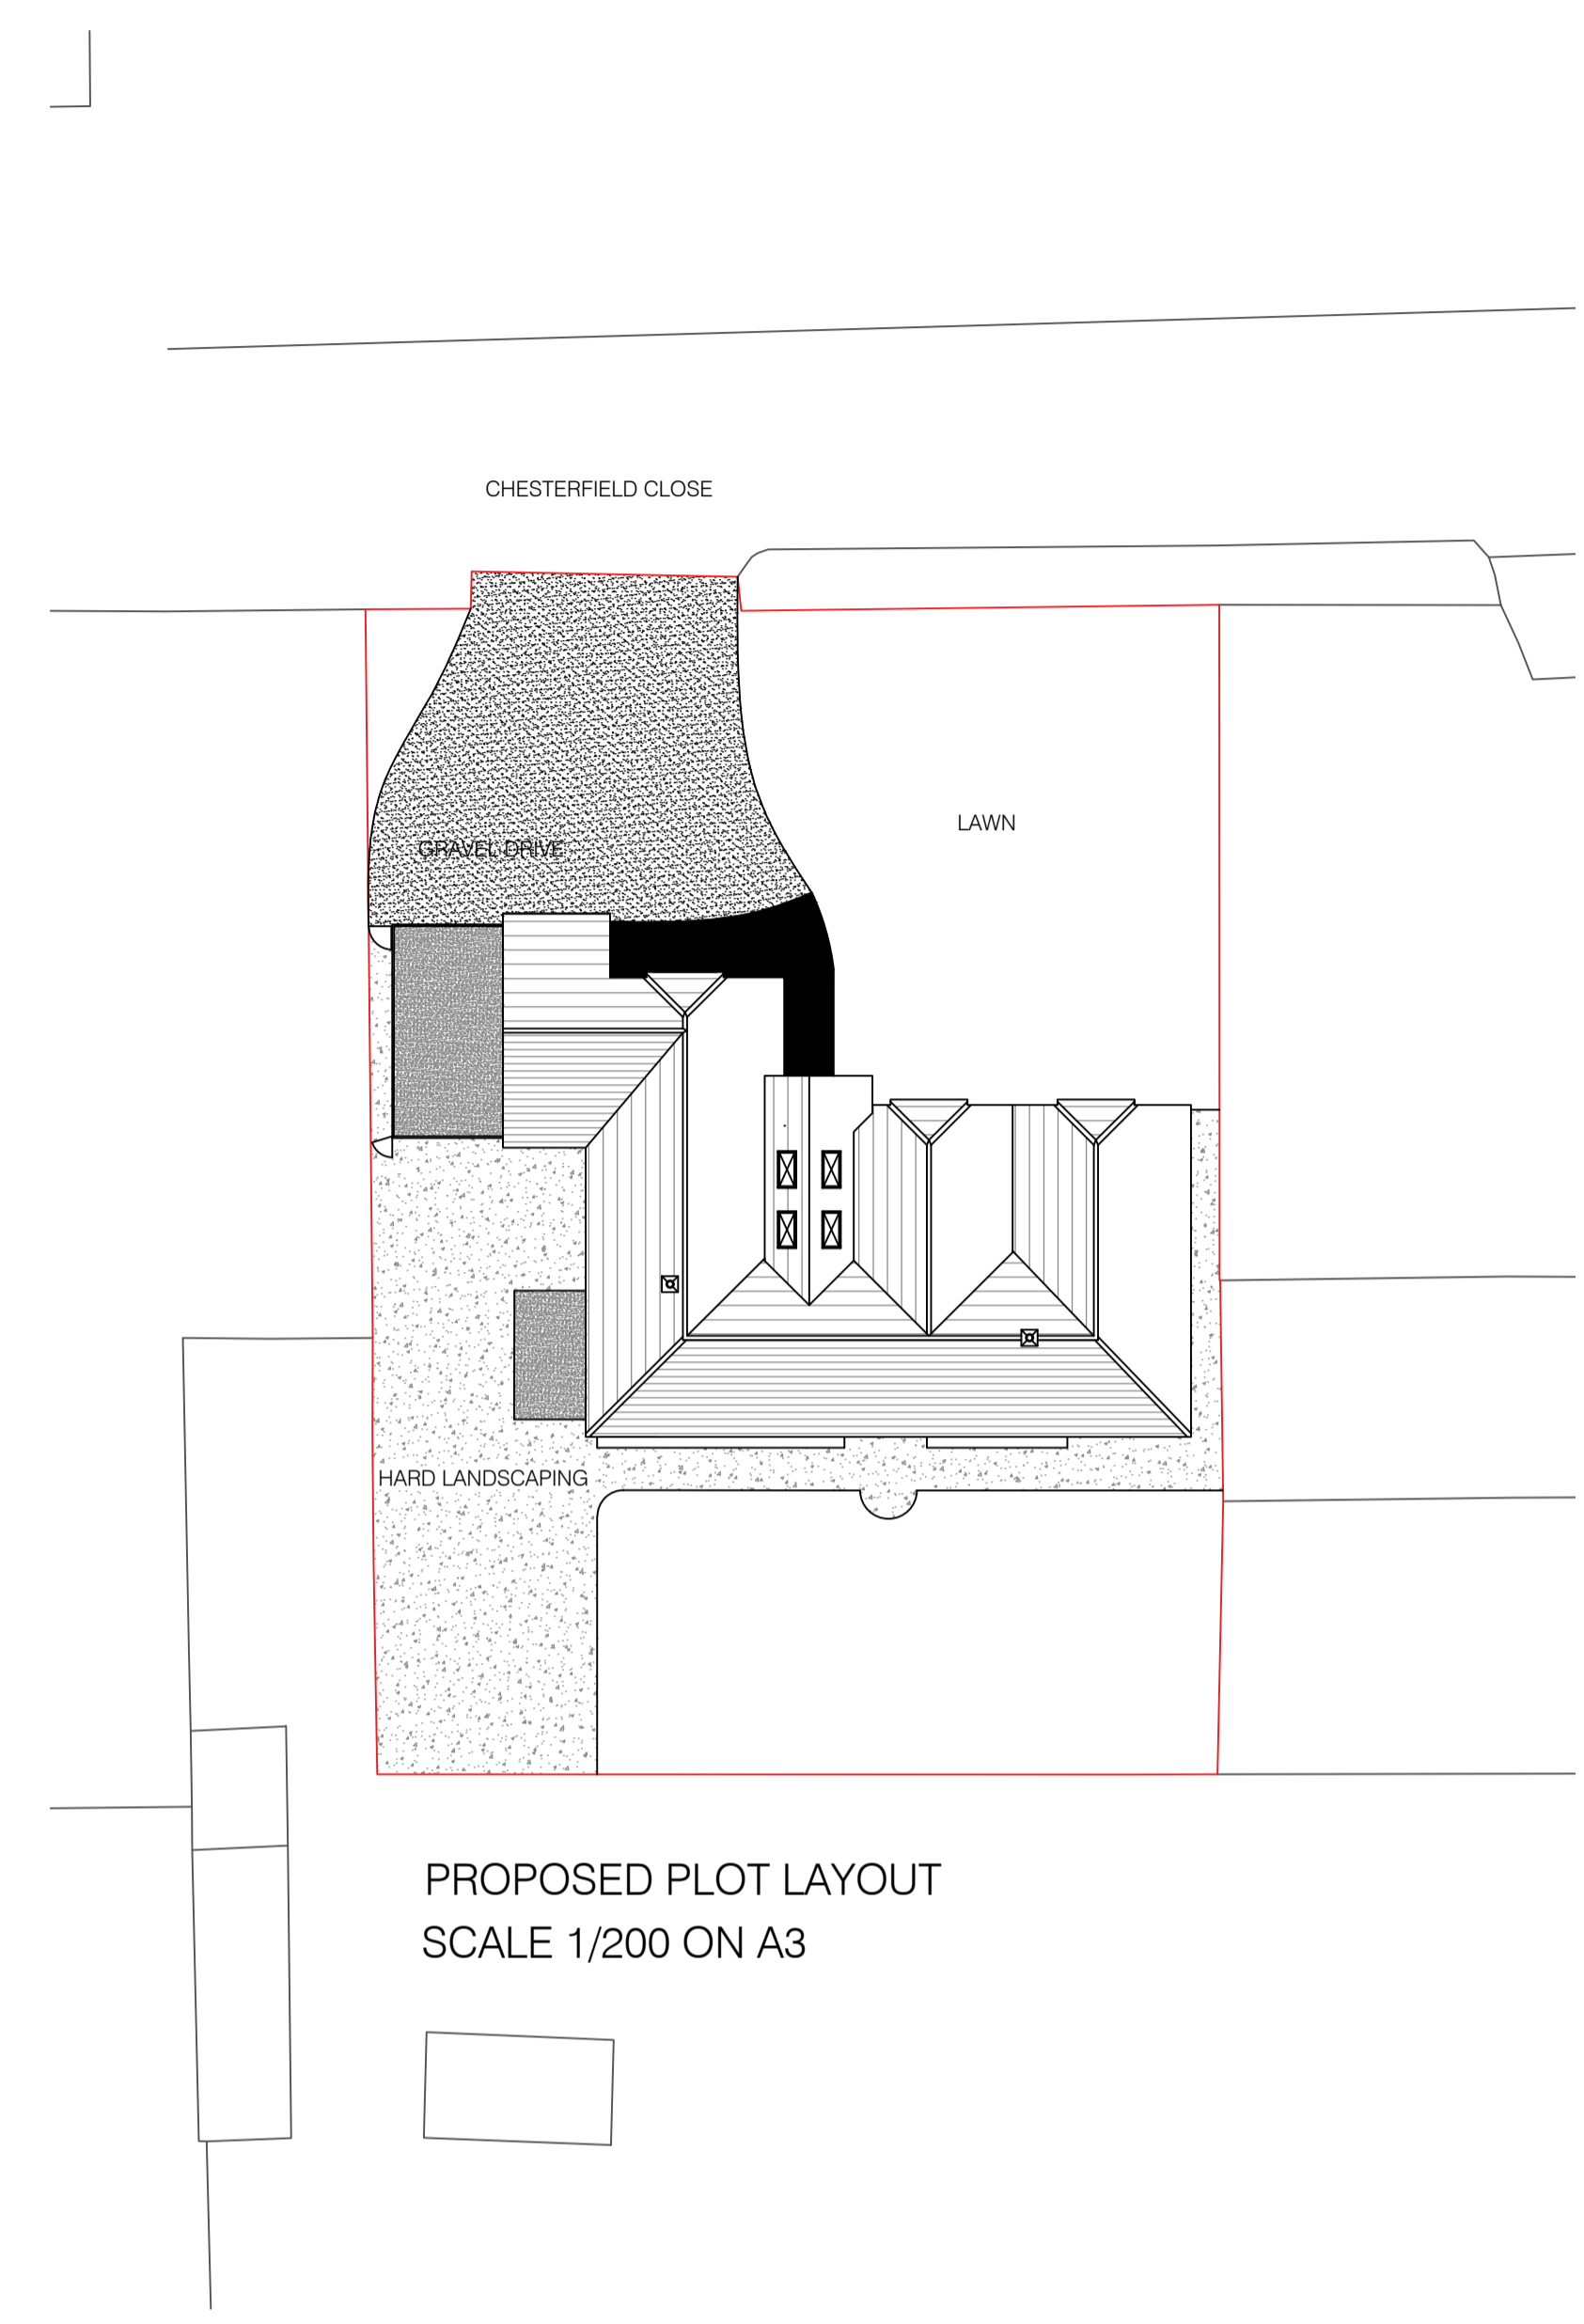 CHESTERFIELD CLOSE
LAWN
GRAVEL DRIVE
HARD LANDSCAPING
PROPOSED PLOT LAYOUT
SCALE 1/200 ON A3